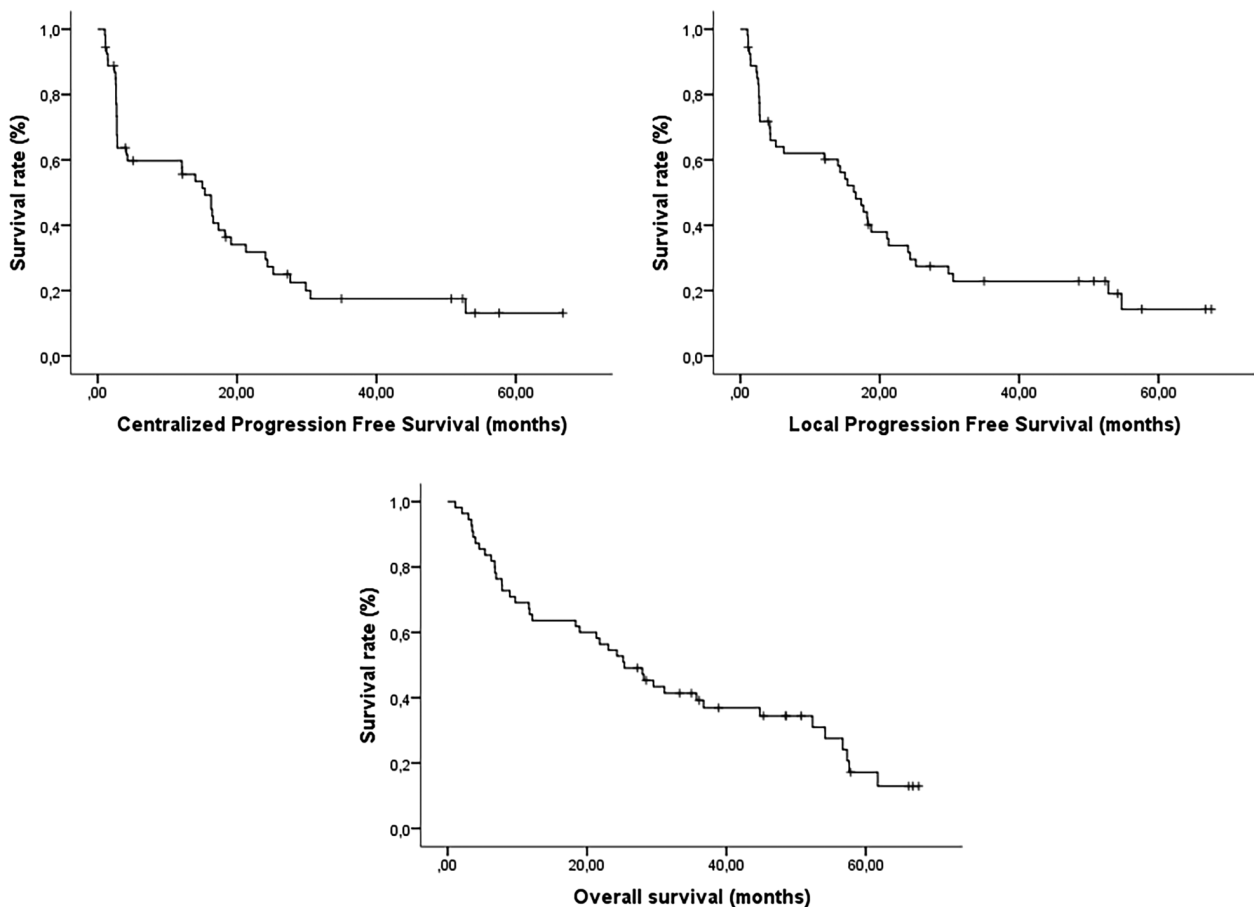 1,0
0,8
0,6
0,4
0,2
0,0
Survival rate (%)
,00 20,00 40,00 60,00
Centralized Progression Free Survival (months)
1,0
0,8
0,6
0,4
0,2
0,0
Survival rate (%)
,00 20,00 40,00 60,00
Local Progression Free Survival (months)
1,0
0,8
0,6
0,4
0,2
0,0
Survival rate (%)
,00 20,00 40,00 60,00
Overall survival (months)